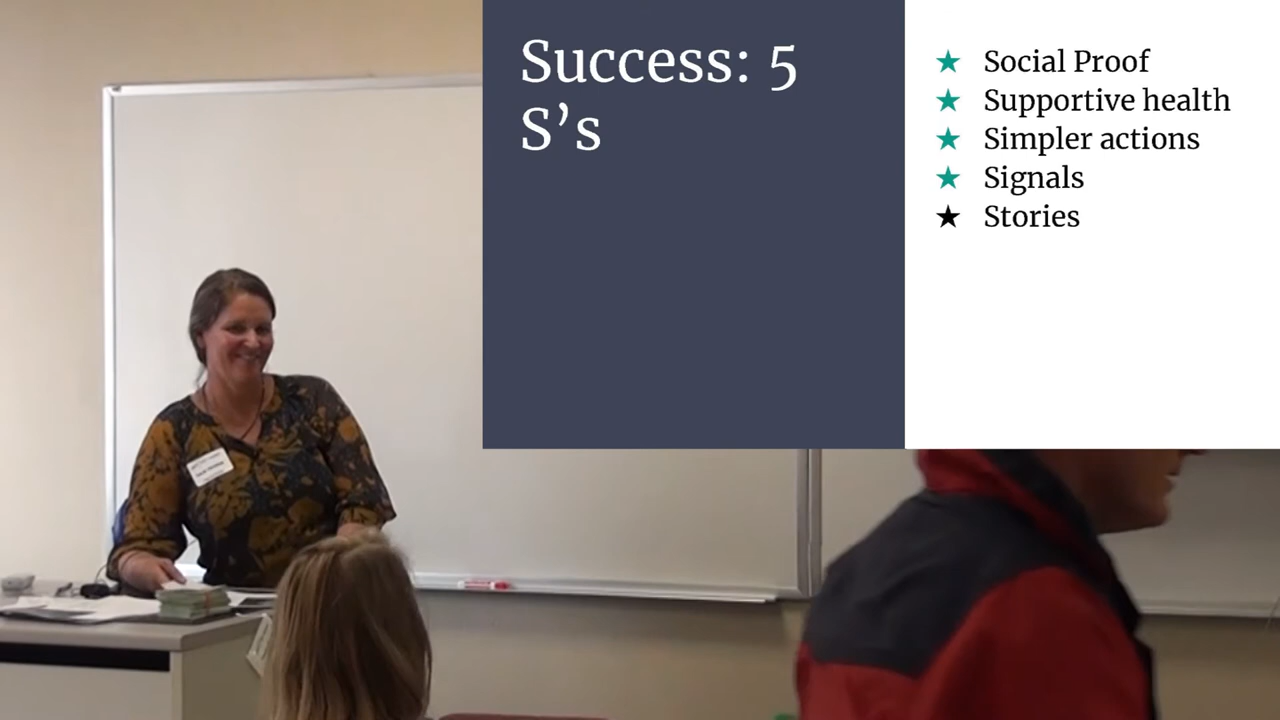 Success: 5
S’s
Social Proof
Supportive health
Simpler actions
Signals
Stories